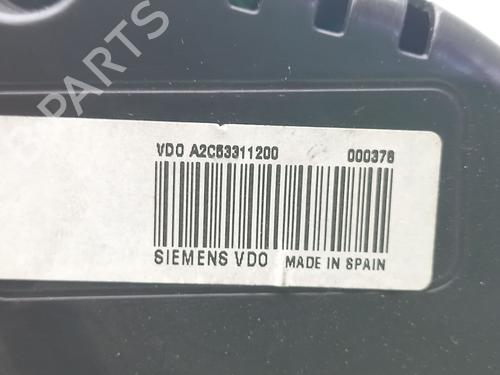 B-PARTS
VDO A2C53311200 000376
SIEMENS VDO MADE IN SPAIN